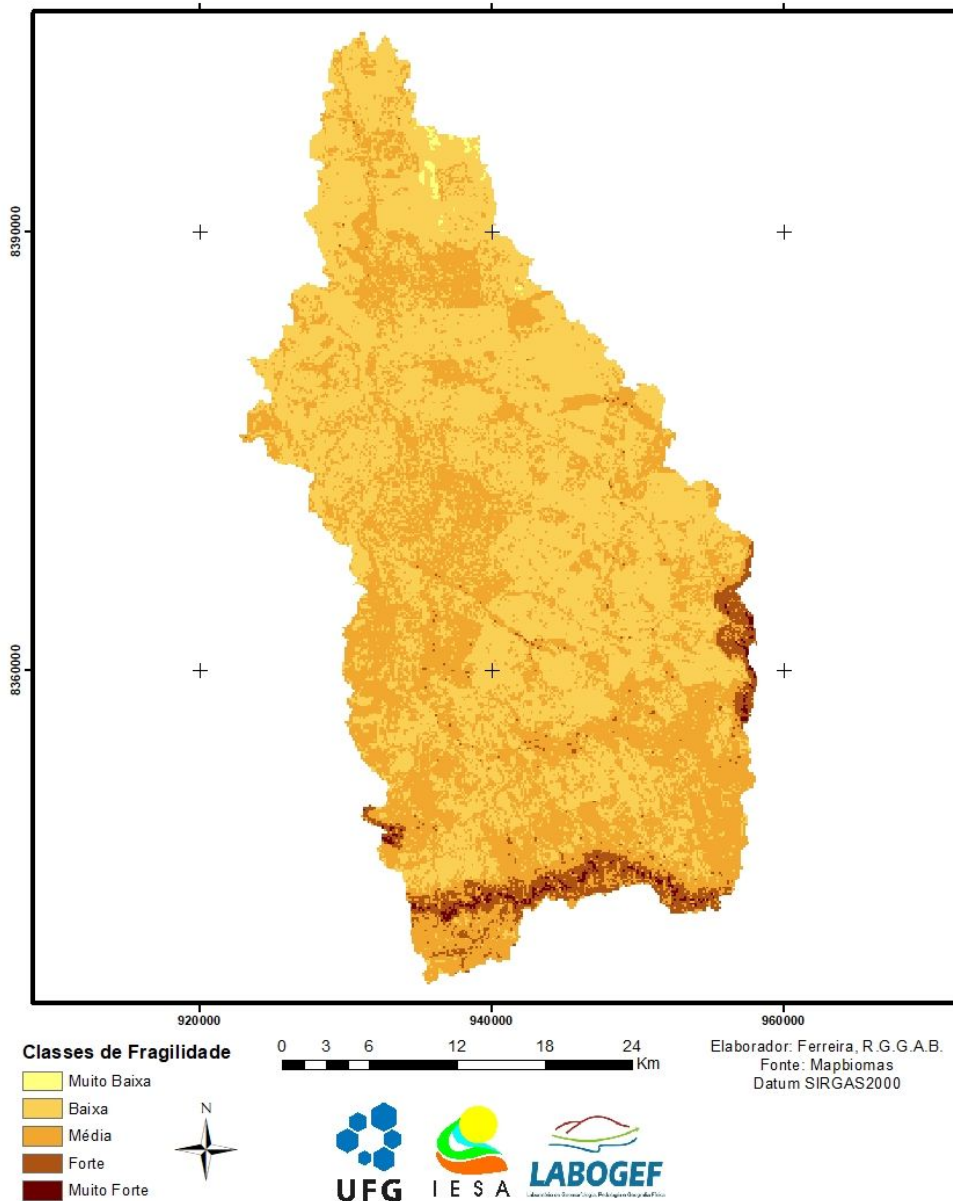 8390000
8360000
920000
940000
960000
Classes de Fragilidade
Muito Baixa
Baixa
Média
Forte
Muito Forte
N
0 3 6 12 18 24
Km
Elaborador: Ferreira, R.G.G.A.B.
Fonte: Mapbiomas
Datum SIRGAS2000
UFG
IESA
LABOGEF